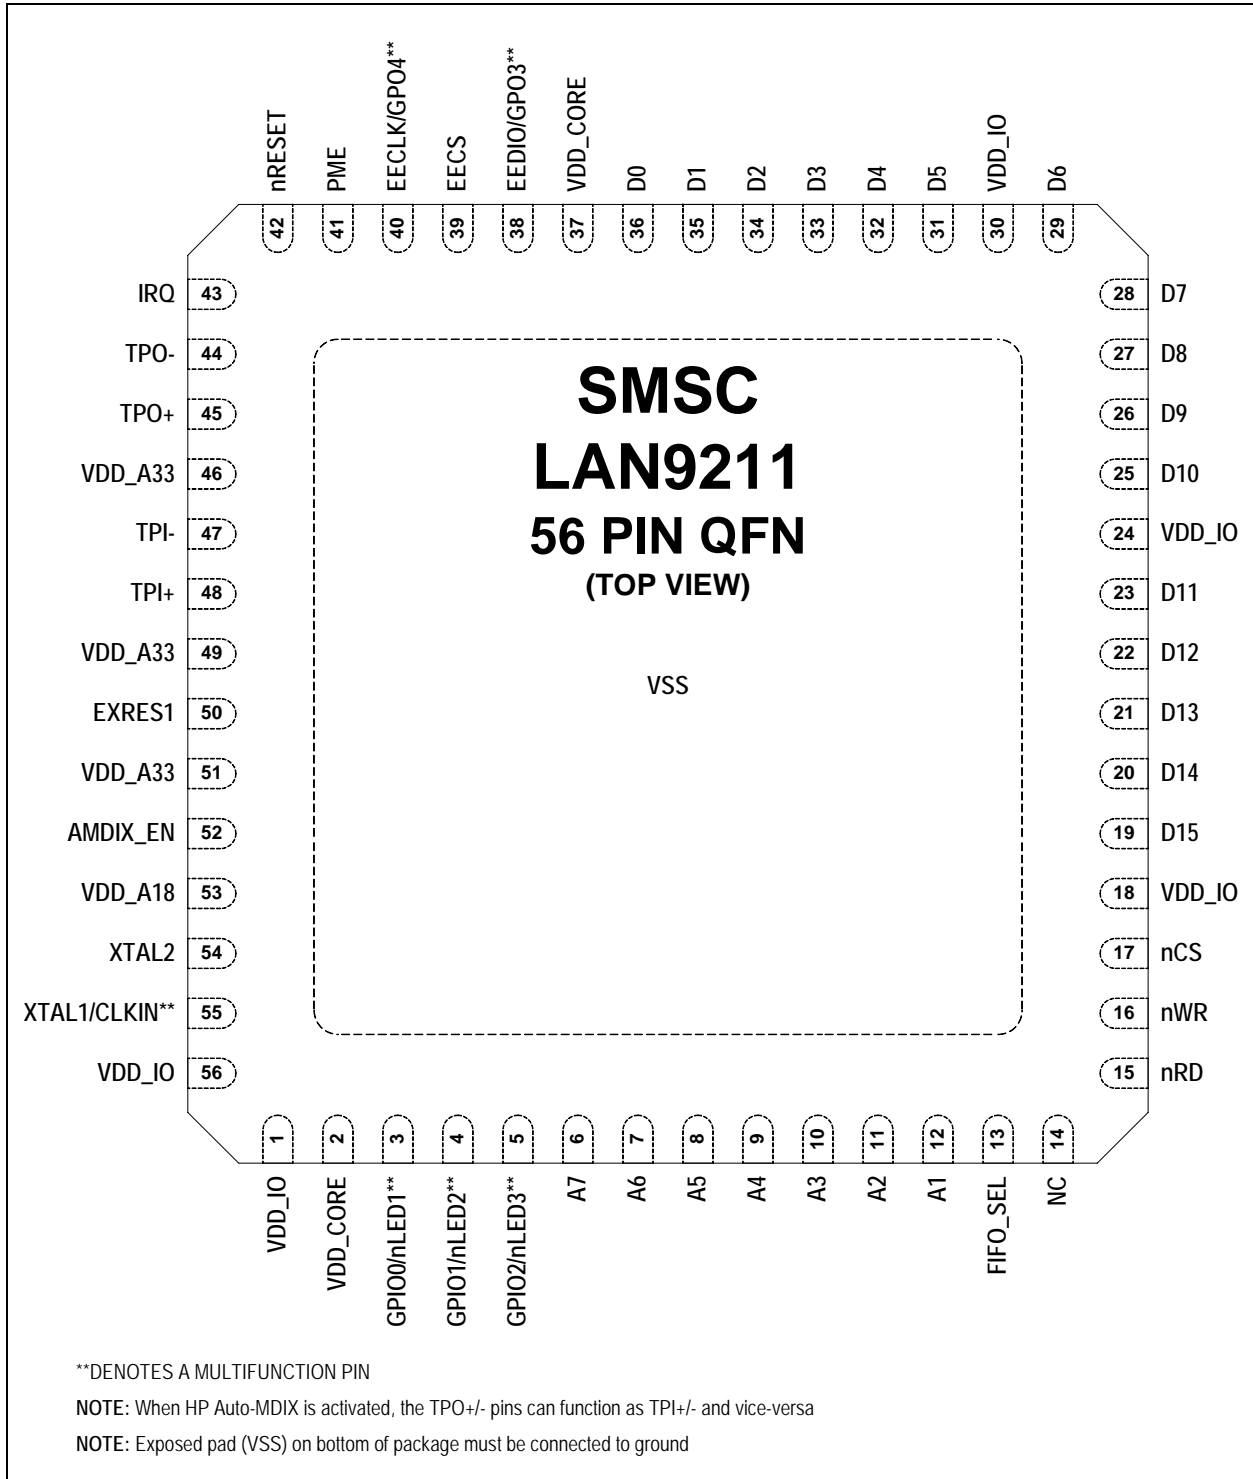 nRESET
PME
EECLK/GPO4**
EECS
EEDIO/GPO3**
VDD_CORE
D0
D1
D2
D3
D4
D5
VDD_IO
D6
42
41
40
39
38
37
36
35
34
33
32
31
30
29
IRQ 43
TPO- 44
TPO+ 45
VDD_A33 46
TPI- 47
TPI+ 48
VDD_A33 49
EXRES1 50
VDD_A33 51
AMDIX_EN 52
VDD_A18 53
XTAL2 54
XTAL1/CLKIN** 55
VDD_IO 56
SMSC
LAN9211
56 PIN QFN
(TOP VIEW)
VSS
28 D7
27 D8
26 D9
25 D10
24 VDD_IO
23 D11
22 D12
21 D13
20 D14
19 D15
18 VDD_IO
17 nCS
16 nWR
15 nRD
1
2
3
4
5
6
7
8
9
10
11
12
13
14
VDD_IO
VDD_CORE
GPIO0/nLED1**
GPIO1/nLED2**
GPIO2/nLED3**
A7
A6
A5
A4
A3
A2
A1
FIFO_SEL
NC
**DENOTES A MULTIFUNCTION PIN
NOTE: When HP Auto-MDIX is activated, the TPO+/- pins can function as TPI+/- and vice-versa
NOTE: Exposed pad (VSS) on bottom of package must be connected to ground